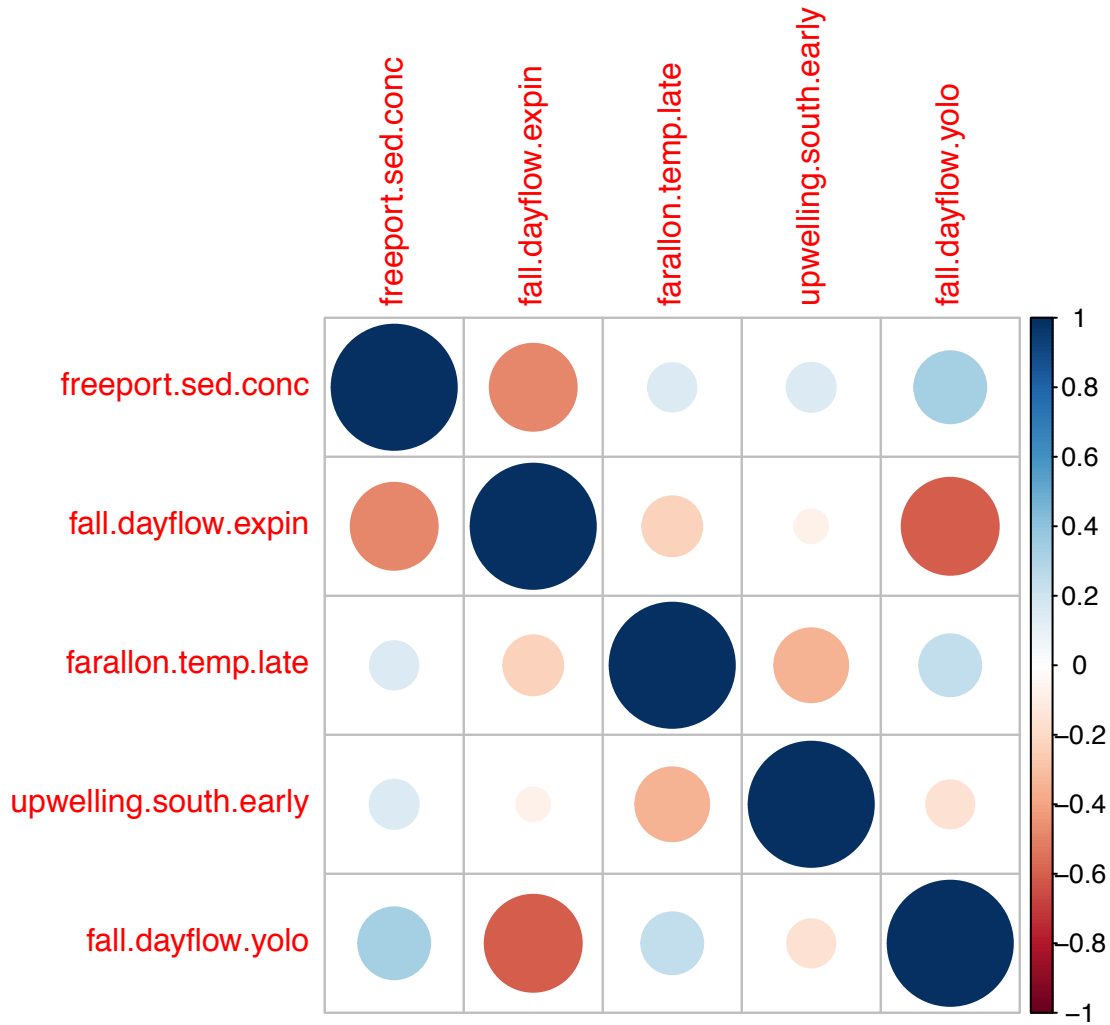 freeport.sed.conc
fall.dayflow.expin
farallon.temp.late
upwelling.south.early
fall.dayflow.yolo
freeport.sed.conc
fall.dayflow.expin
farallon.temp.late
upwelling.south.early
fall.dayflow.yolo
1
0.8
0.6
0.4
0.2
0
−0.2
−0.4
−0.6
−0.8
−1